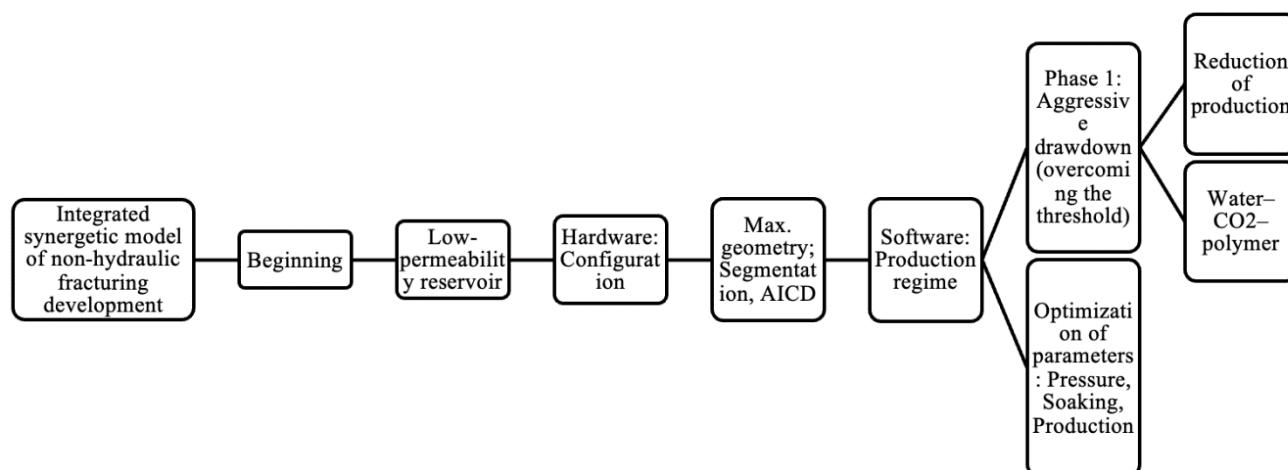 Integrated
synergetic model
of non-hydraulic
fracturing
development
Beginning
Low-
permeabilit
y reservoir
Hardware:
Configurat
ion
Max.
geometry;
Segmentat
ion, AICD
Software:
Production
regime
Phase 1:
Aggressiv
e
drawdown
(overcomi
ng the
threshold)
Optimizati
on of
parameters
: Pressure,
Soaking,
Production
Reduction
of
production
Water–
CO2–
polymer